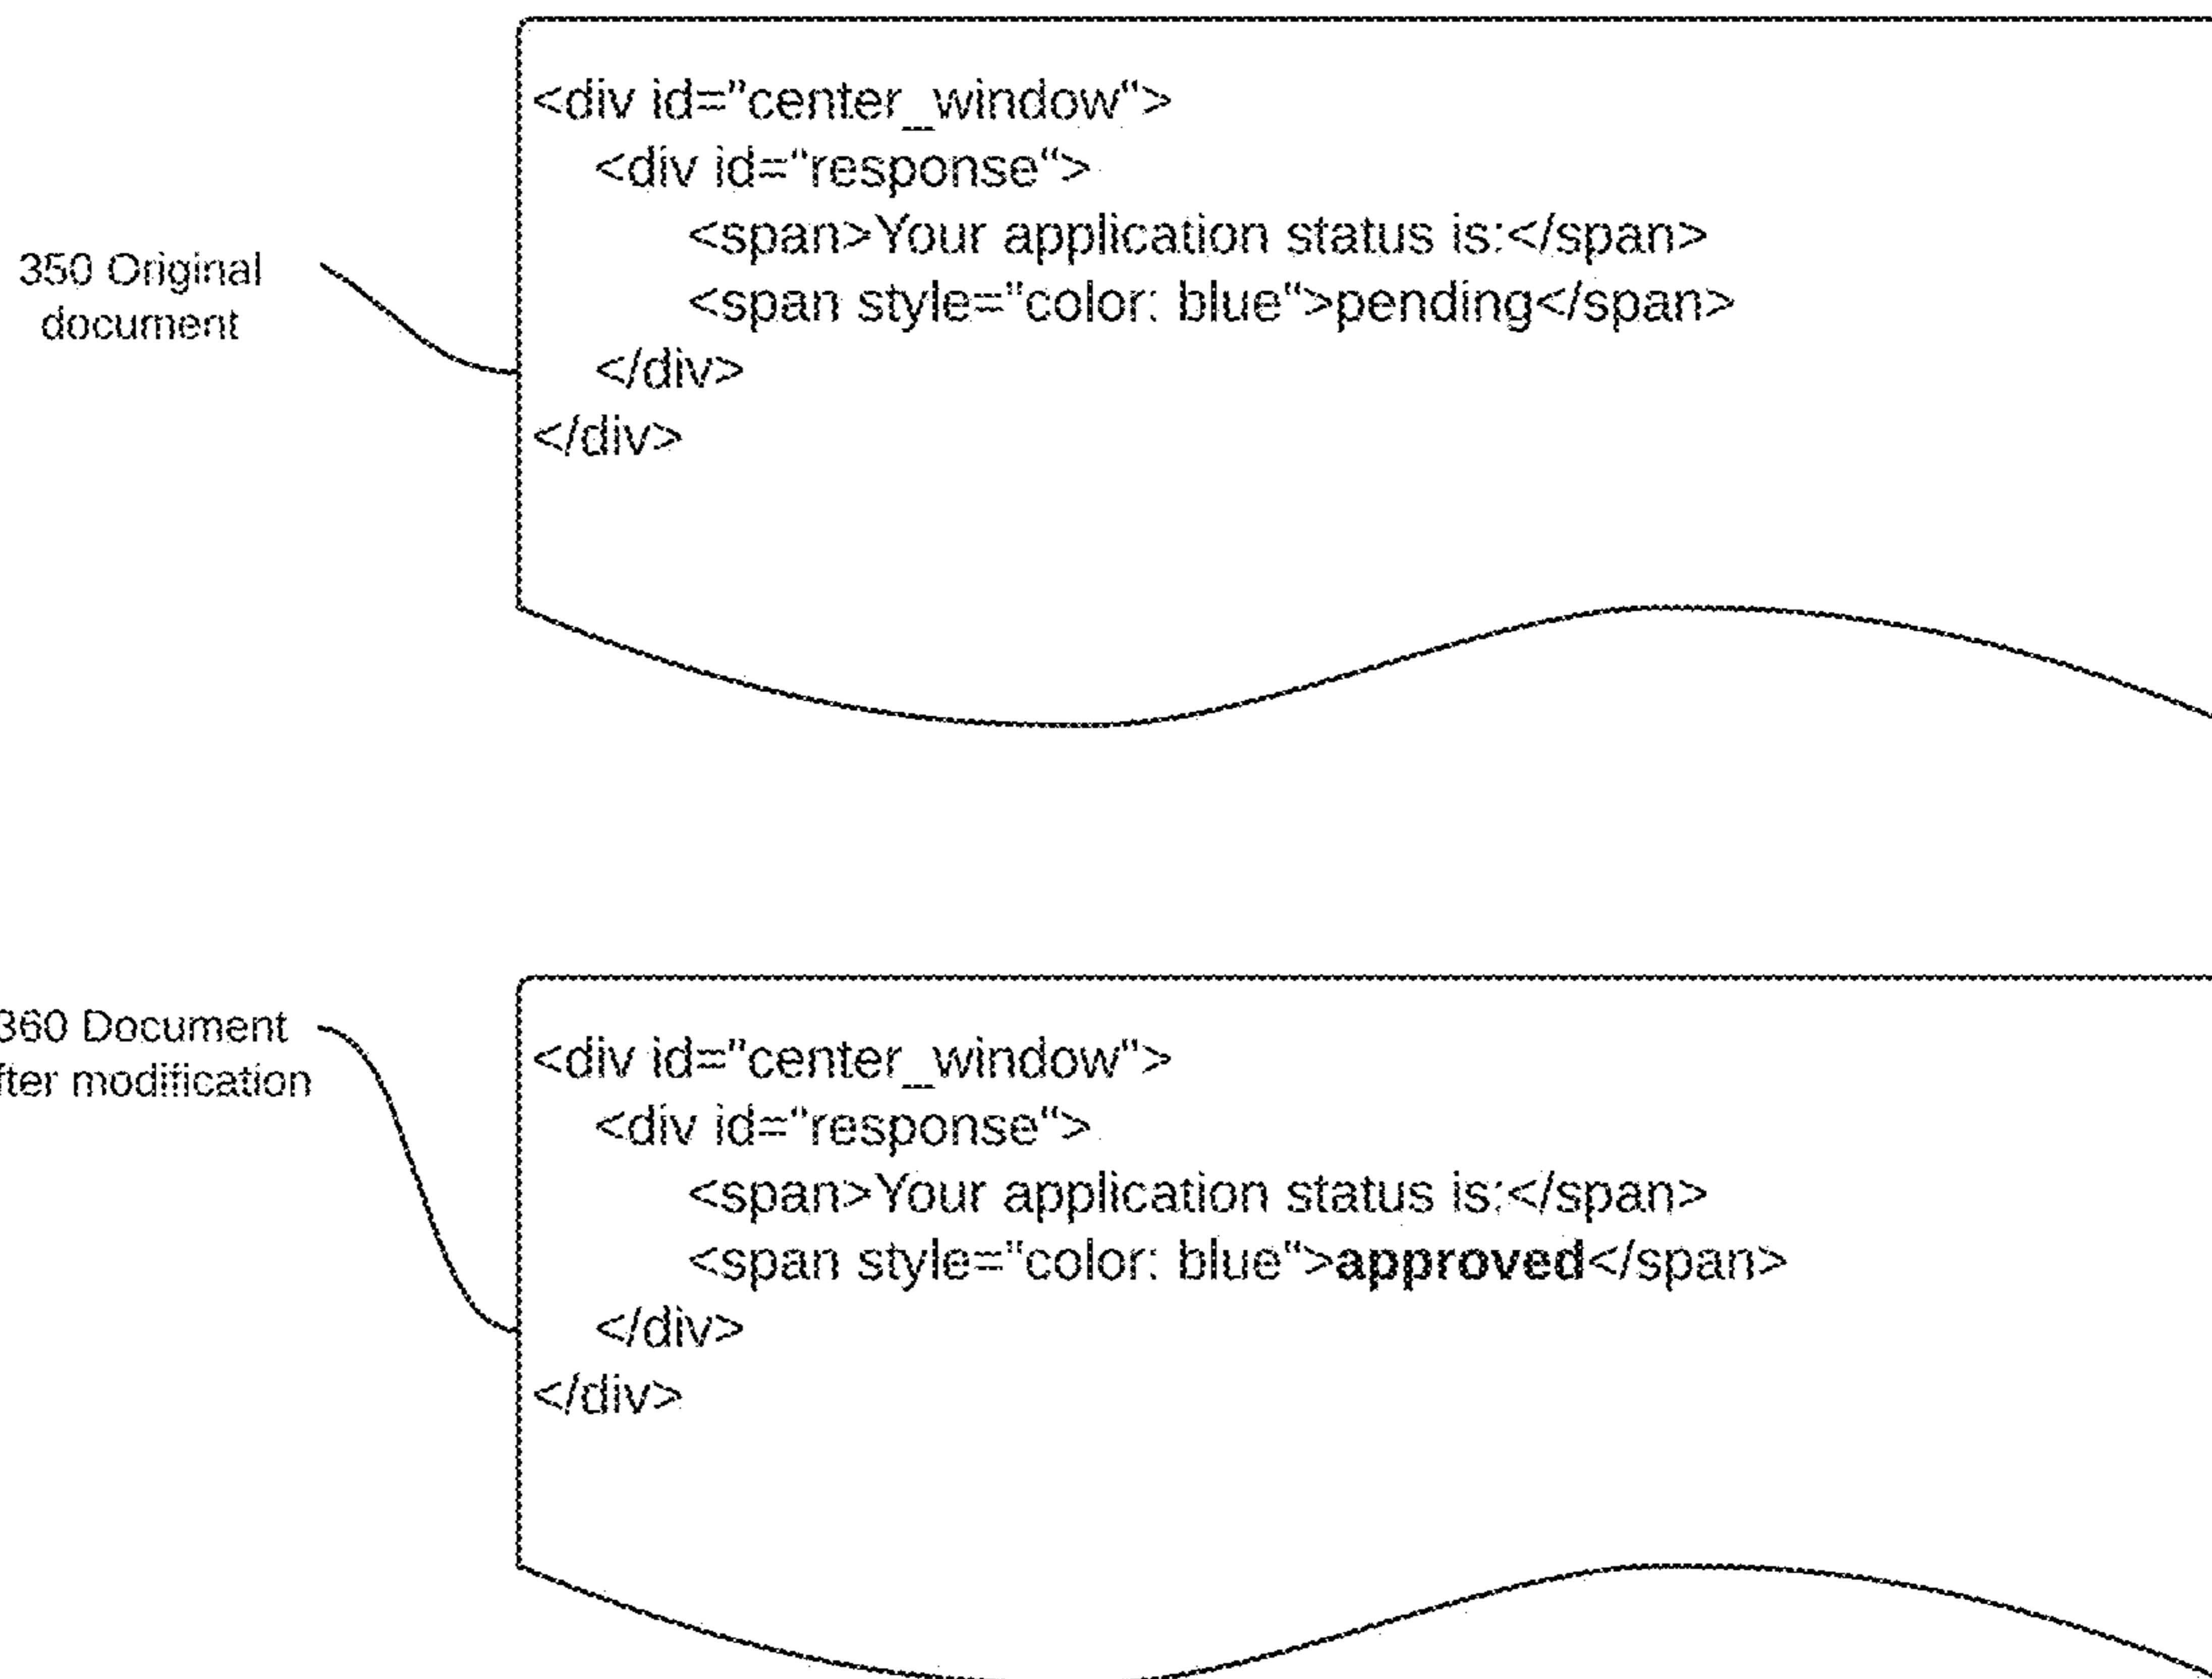 <div id="center_window“>
<div id=“response“>
<span>Your application status is:</span>
<span style="color: blue“>pending</span>
</div>
</div>
350 Original
document
360 Document
fter modification
<div id="center_window“>
<div id=“response“>
<span>Your application status is:</span>
<span style="color: blue“>approved</span>
</div>
</div>